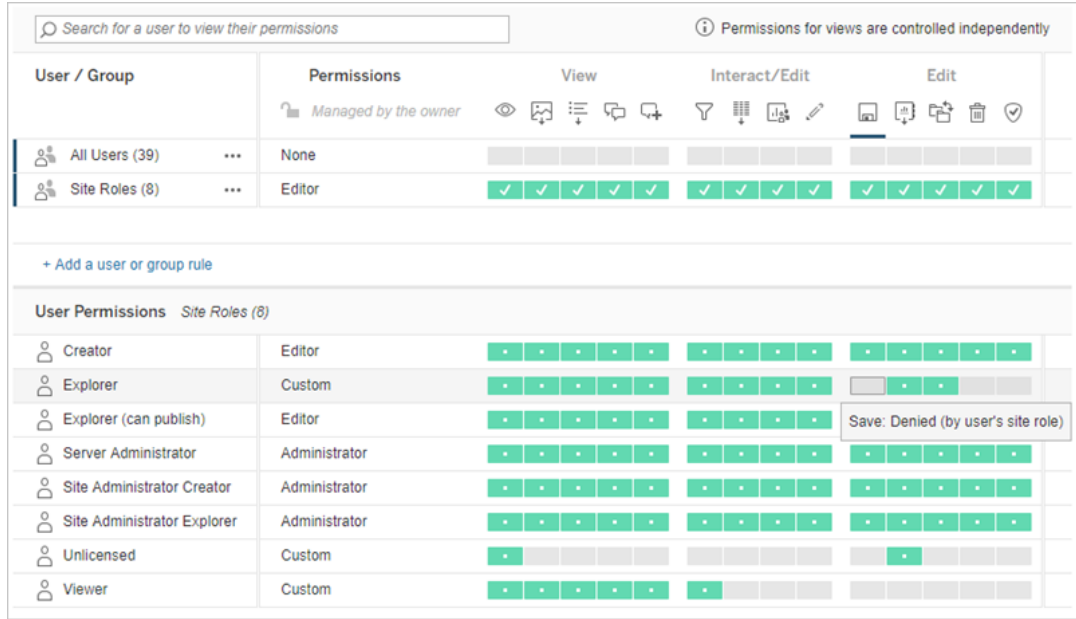 Search for a user to view their permissions
Permissions for views are controlled independently
User / Group Permissions View Interact/Edit Edit
Managed by the owner
All Users (39) ••• None
Site Roles (8) ••• Editor
+ Add a user or group rule
User Permissions Site Roles (8)
Creator Editor
Explorer Custom
Explorer (can publish) Editor
Save: Denied (by user's site role)
Server Administrator Administrator
Site Administrator Creator Administrator
Site Administrator Explorer Administrator
Unlicensed Custom
Viewer Custom